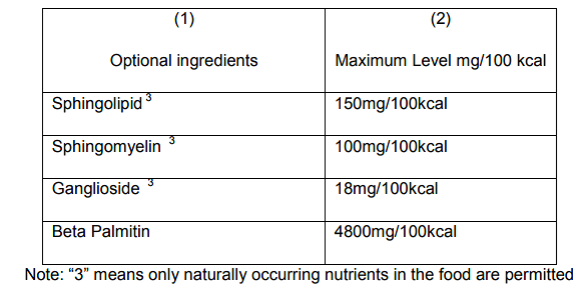 (1) (2)
Optional ingredients Maximum Level mg/100 kcal
Sphingolipid 3 150mg/100kcal
Sphingomyelin 3 100mg/100kcal
Ganglioside 3 18mg/100kcal
Beta Palmitin 4800mg/100kcal
Note: “3” means only naturally occurring nutrients in the food are permitted